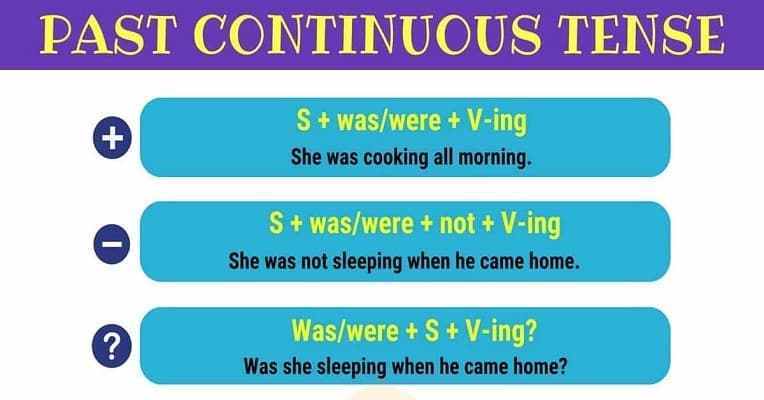 PAST CONTINUOUS TENSE
+
S + was/were + V-ing
She was cooking all morning.
−
S + was/were + not + V-ing
She was not sleeping when he came home.
?
Was/were + S + V-ing?
Was she sleeping when he came home?